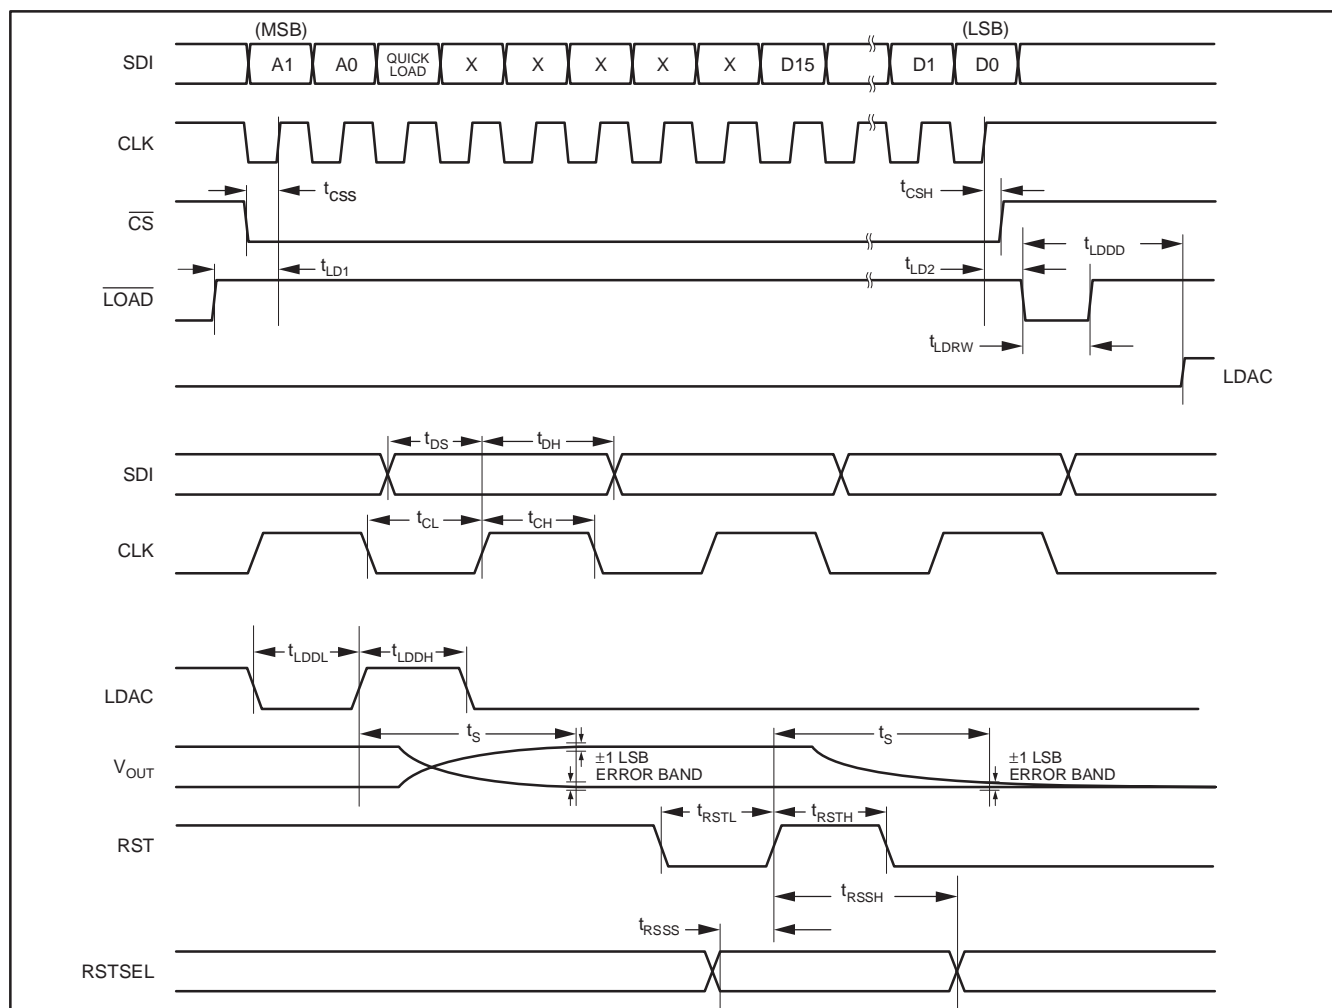 (MSB) (LSB)
SDI A1 A0 QUICK LOAD X X X X X D15 D1 D0
CLK
tCSS tCSH
CS
tLDDD
tLD1 tLD2
LOAD
tLDRW
LDAC
tDS tDH
SDI
tCL tCH
CLK
tLDDL tLDDH
LDAC
tS tS
±1 LSB ERROR BAND ±1 LSB ERROR BAND
VOUT
tRSTL tRSTH
RST
tRSSH
tRSSS
RSTSEL